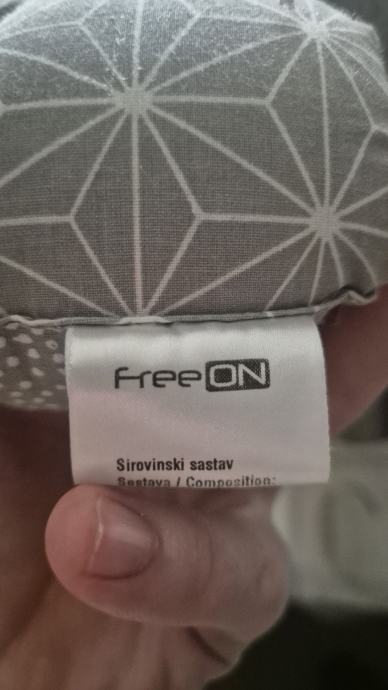 FreeON
Sirovinski sastav
Sestava / Composition: